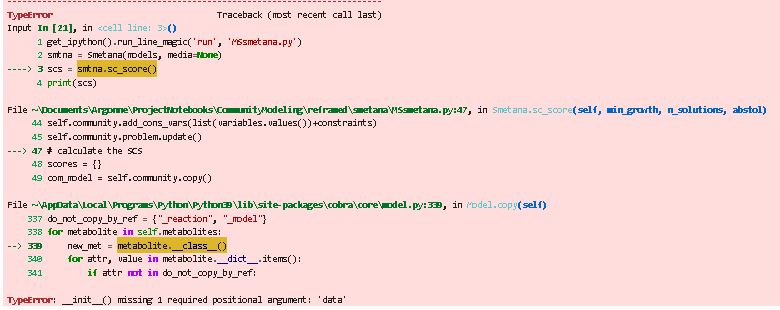 TypeError Traceback (most recent call last)
Input In [21], in <cell line: 3>()
1 get_ipython().run_line_magic('run', 'MSsmetana.py')
2 smtna = Smetana(models, media=None)
----> 3 scs = smtna.sc_score()
4 print(scs)
File ~\Documents\Argonne\ProjectNotebooks\CommunityModeling\reframed\smetana\MSsmetana.py:47, in Smetana.sc_score(self, min_growth, n_solutions, abstol)
44 self.community.add_cons_vars(list(variables.values())+constraints)
45 self.community.problem.update()
---> 47 # calculate the SCS
48 scores = {}
49 com_model = self.community.copy()
File ~\AppData\Local\Programs\Python\Python39\lib\site-packages\cobra\core\model.py:339, in Model.copy(self)
337 do_not_copy_by_ref = {"_reaction", "_model"}
338 for metabolite in self.metabolites:
--> 339 new_met = metabolite.__class__()
340 for attr, value in metabolite.__dict__.items():
341 if attr not in do_not_copy_by_ref:
TypeError: __init__() missing 1 required positional argument: 'data'